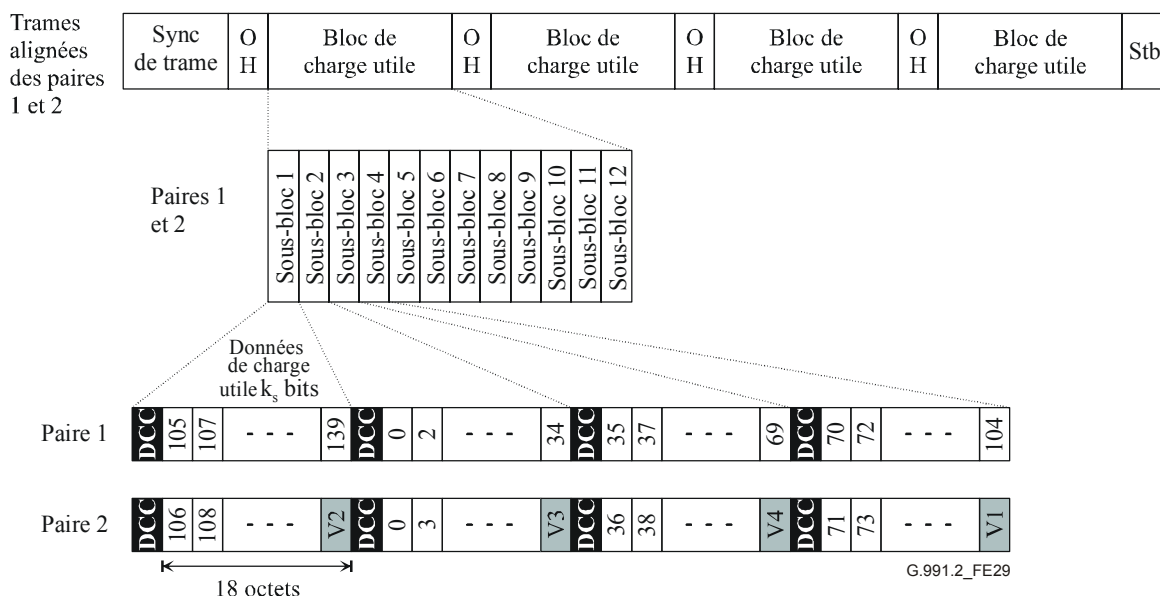 Trames
alignées
des paires
1 et 2
Sync
de trame
O
H
Bloc de
charge utile
O
H
Bloc de
charge utile
O
H
Bloc de
charge utile
O
H
Bloc de
charge utile
Stb
Paires 1
et 2
Sous-bloc 1
Sous-bloc 2
Sous-bloc 3
Sous-bloc 4
Sous-bloc 5
Sous-bloc 6
Sous-bloc 7
Sous-bloc 8
Sous-bloc 9
Sous-bloc 10
Sous-bloc 11
Sous-bloc 12
Données
de charge
utile ks bits
Paire 1
DCC 105 107 - - - 139 DCC 0 2 - - - 34 DCC 35 37 - - - 69 DCC 70 72 - - - 104
Paire 2
DCC 106 108 - - - V2 DCC 0 3 - - - V3 DCC 36 38 - - - V4 DCC 71 73 - - - V1
G.991.2_FE29
18 octets